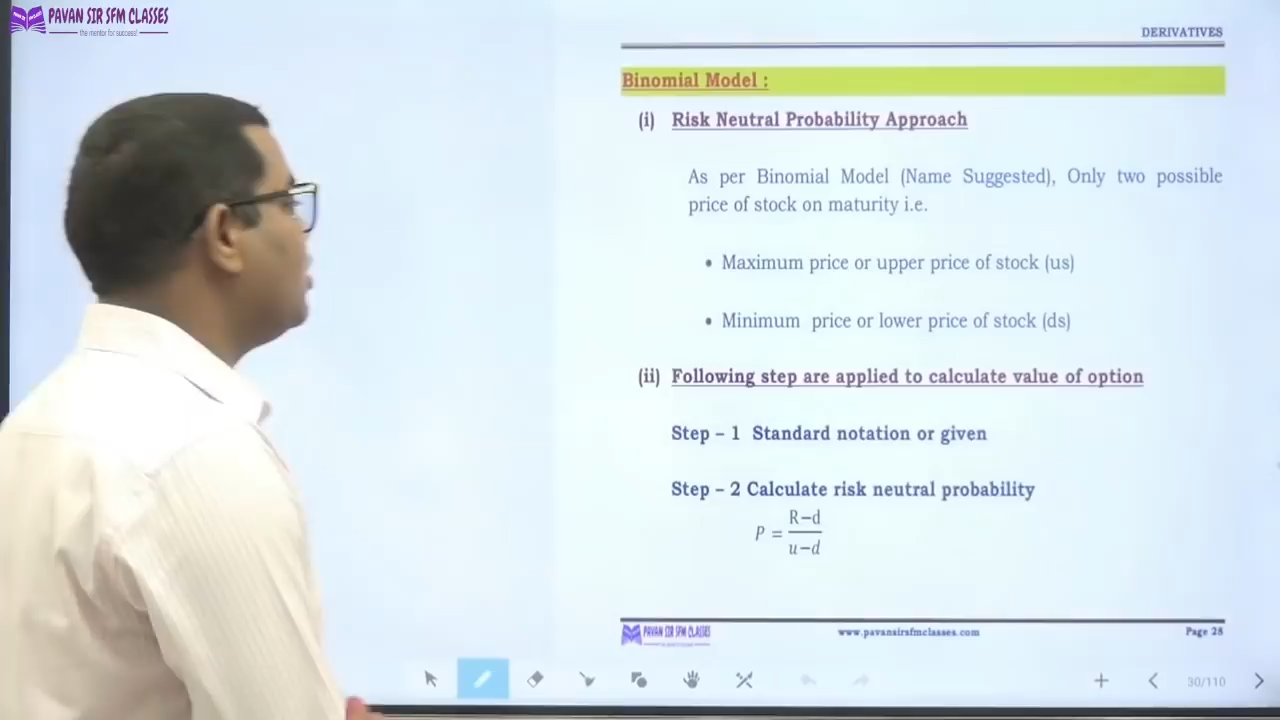 PAVAN SIR SFM CLASSES
the mentor for success!
DERIVATIVES
Binomial Model :
(i) Risk Neutral Probability Approach
As per Binomial Model (Name Suggested), Only two possible
price of stock on maturity i.e.
• Maximum price or upper price of stock (us)
• Minimum price or lower price of stock (ds)
(ii) Following step are applied to calculate value of option
Step – 1 Standard notation or given
Step – 2 Calculate risk neutral probability
P = R–d
u–d
PAVAN SIR SFM CLASSES
www.pavansirsfmclasses.com
Page 28
30/110